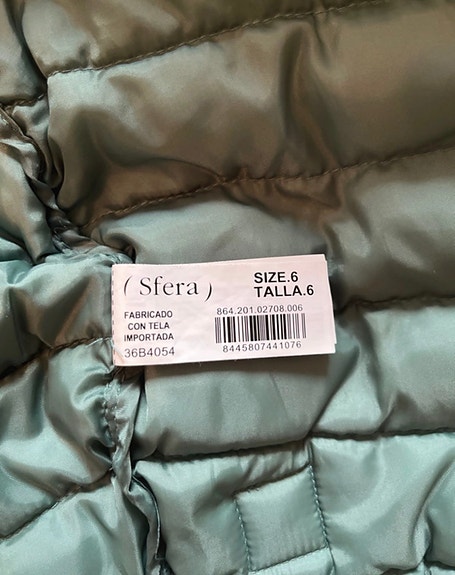 ( Sfera )
SIZE.6
TALLA.6
FABRICADO
CON TELA
IMPORTADA
36B4054
864.201.02708.006
8445807441076